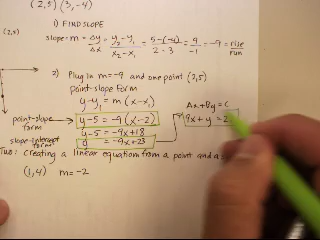 (2,5) (3,-4)
1) FIND SLOPE
(2,5)
slope = m = Δy/Δx = y₂-y₁/x₂-x₁ = 5-(-4)/2-3 = 9/-1 = -9 = rise/run
2) Plug in m=-9 and one point (2,5)
point-slope form
y-y₁ = m(x-x₁)
Ax+By=C
point-slope form
y-5 = -9(x-2)
9x+y = 2
y-5 = -9x+18
slope-intercept form
y = -9x+23
Two: creating a linear equation from a point and a
(1,4) m=-2